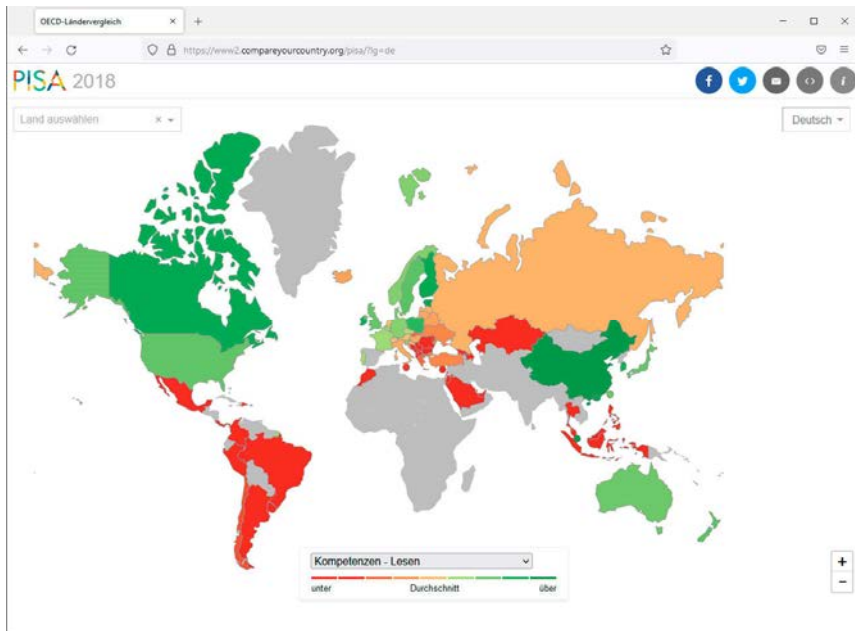 OECD-Ländervergleich × +
https://www2.compareyourcountry.org/pisa/?lg=de
PISA 2018
Land auswählen × Deutsch
Kompetenzen - Lesen
unter Durchschnitt über
+
−